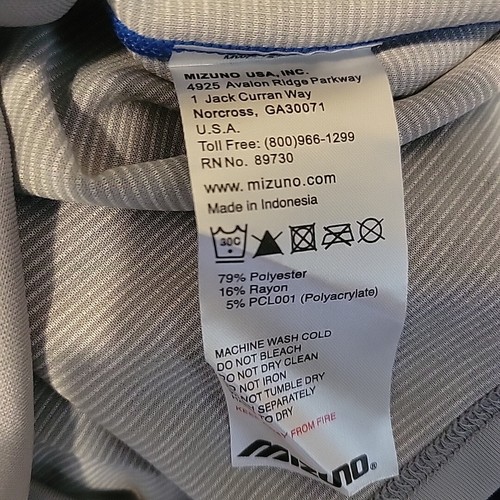 MIZUNO USA, INC.
4925 Avalon Ridge Parkway
1 Jack Curran Way
Norcross, GA30071
U.S.A.
Toll Free: (800)966-1299
RN No. 89730
www. mizuno.com
Made in Indonesia
30C
79% Polyester
16% Rayon
5% PCL001 (Polyacrylate)
MACHINE WASH COLD
DO NOT BLEACH
DO NOT DRY CLEAN
DO NOT IRON
NOT TUMBLE DRY
SEPARATELY
TO DRY
FROM FIRE
MIZUNO®